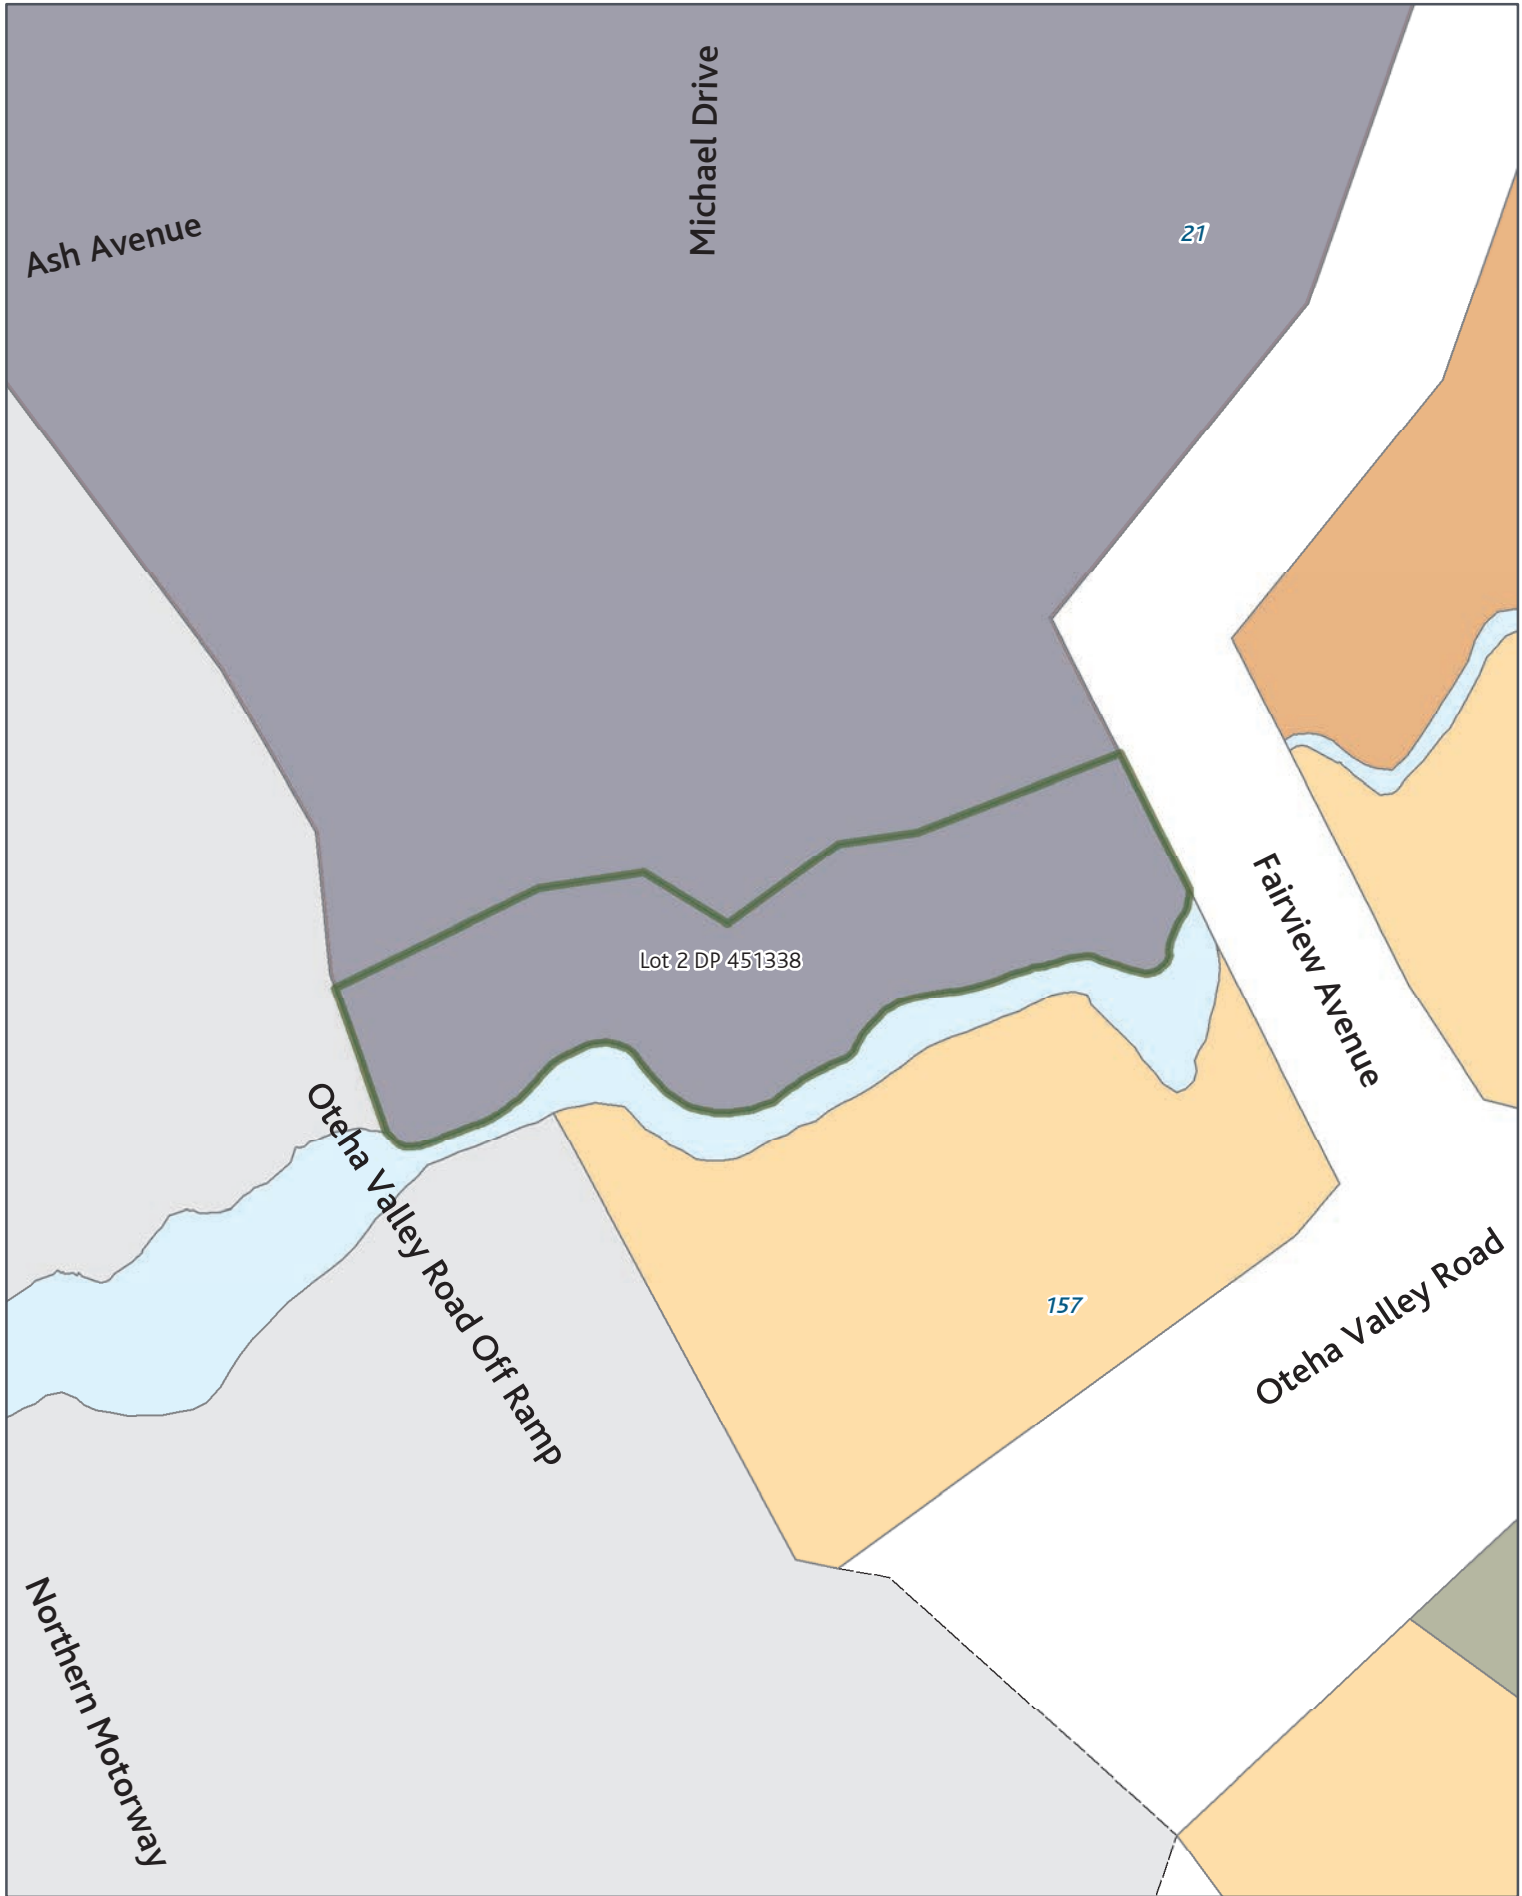 Michael Drive
Ash Avenue
21
Fairview Avenue
Lot 2 DP 451338
Oteha Valley Road Off Ramp
Oteha Valley Road
157
Northern Motorway